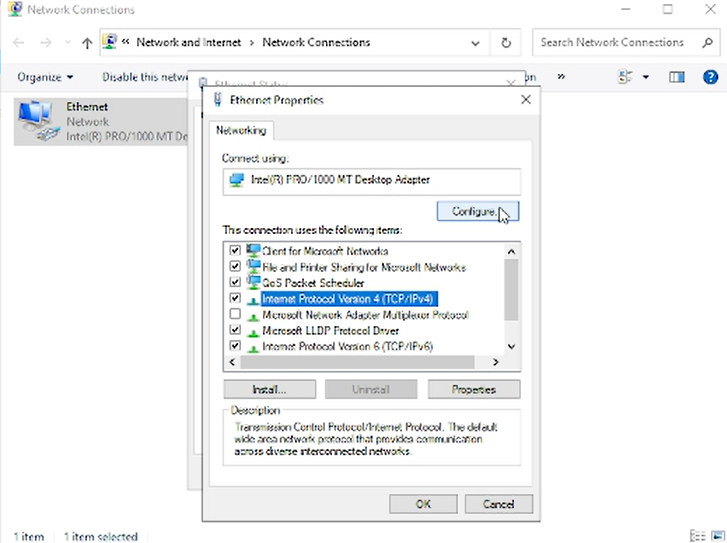 Network Connections
« Network and Internet > Network Connections
Search Network Connections
Organize
Disable this netw
on
»
Ethernet
Network
Intel(R) PRO/1000 MT De
Ethernet Status
Ethernet Properties
Networking
Connect using:
Intel(R) PRO/1000 MT Desktop Adapter
Configure...
This connection uses the following items:
Client for Microsoft Networks
File and Printer Sharing for Microsoft Networks
QoS Packet Scheduler
Internet Protocol Version 4 (TCP/IPv4)
Microsoft Network Adapter Multiplexor Protocol
Microsoft LLDP Protocol Driver
Internet Protocol Version 6 (TCP/IPv6)
Install...
Uninstall
Properties
Description
Transmission Control Protocol/Internet Protocol. The default
wide area network protocol that provides communication
across diverse interconnected networks.
OK
Cancel
1 item
1 item selected